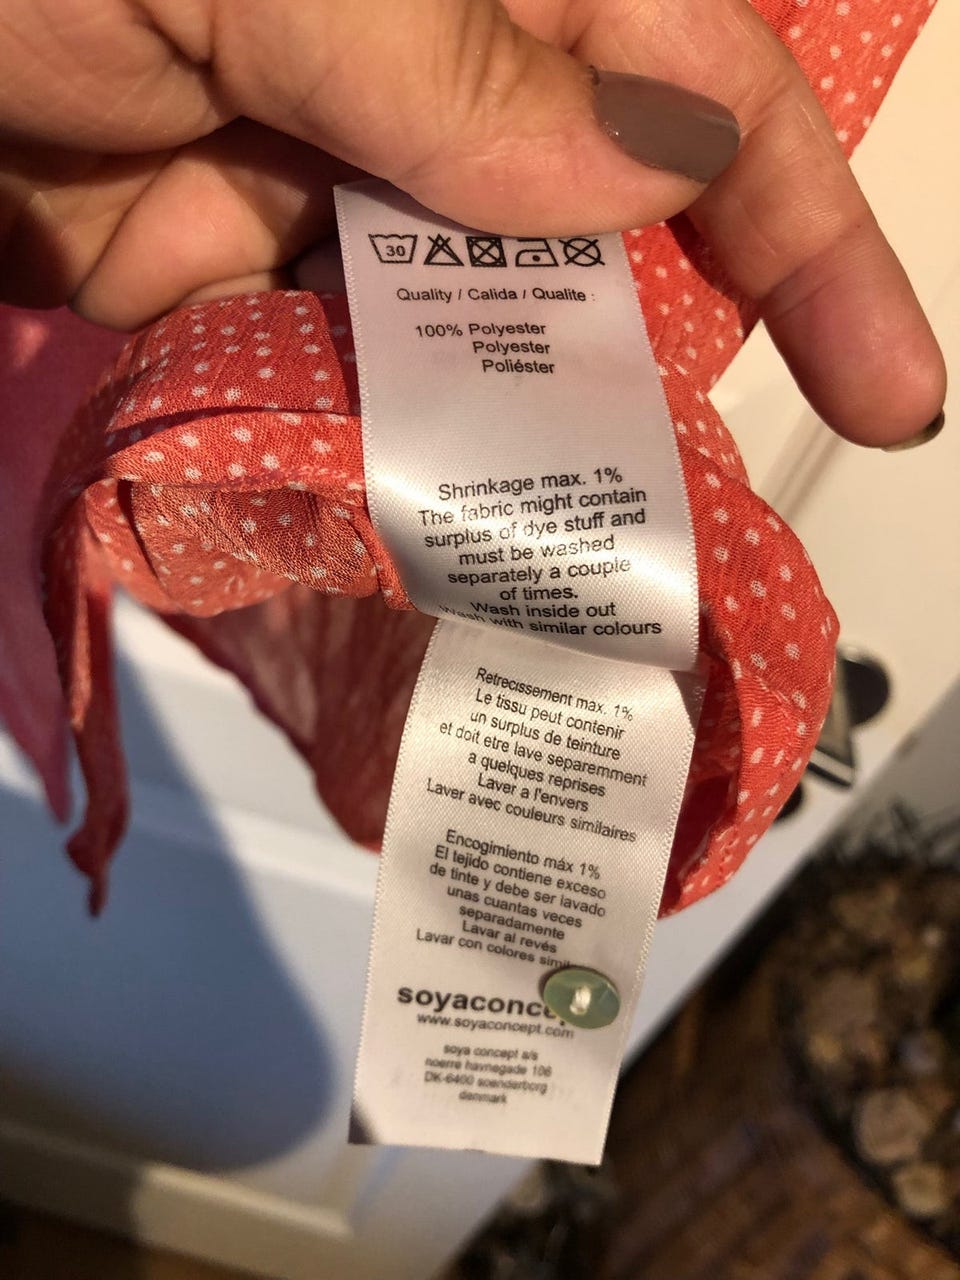 30
Quality / Calida / Qualite :
100% Polyester
Polyester
Poliéster
Shrinkage max. 1%
The fabric might contain
surplus of dye stuff and
must be washed
separately a couple
of times.
Wash inside out
Wash with similar colours
Retrecissement max. 1%
Le tissu peut contenir
un surplus de teinture
et doit etre lave separemment
a quelques reprises
Laver a l'envers
Laver avec couleurs similaires
Encogimiento máx 1%
El tejido contiene exceso
de tinte y debe ser lavado
unas cuantas veces
separadamente
Lavar al revés
Lavar con colores
soyaconce
www.soyaconcept.com
soya concept a/s
noerre havnegade 106
DK-6400 soenderborg
denmark